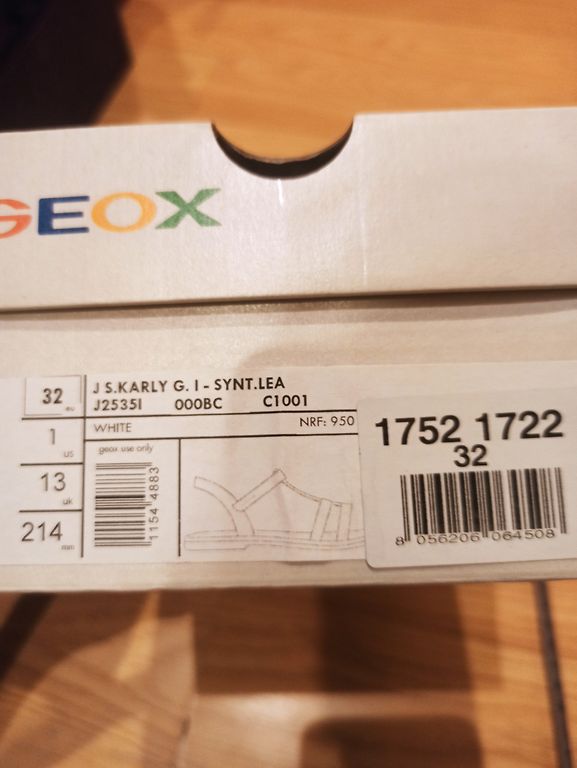 GEOX
32 eu
J S.KARLY G. I - SYNT.LEA
J2535I 000BC C1001
1 us
WHITE NRF: 950
geox use only
13 uk
214 mm
1154 4883
1752 1722
32
8 056206 064508